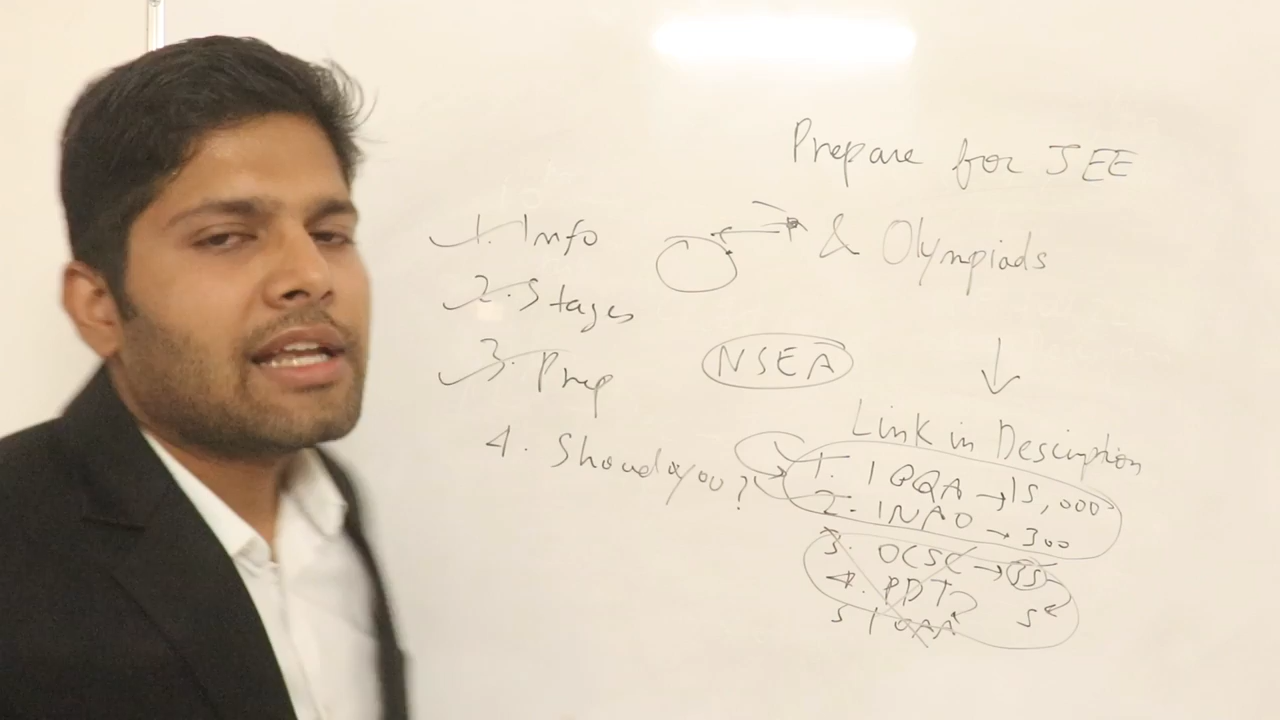 Prepare for JEE
& Olympiads
1. Info
2. Stages
3. Prep
4. Should you?
NSEA
Link in Description
1. IOQA → 15,000
2. INAO → 300
3. OCSC → 35
4. PDT 5
5 IOAA